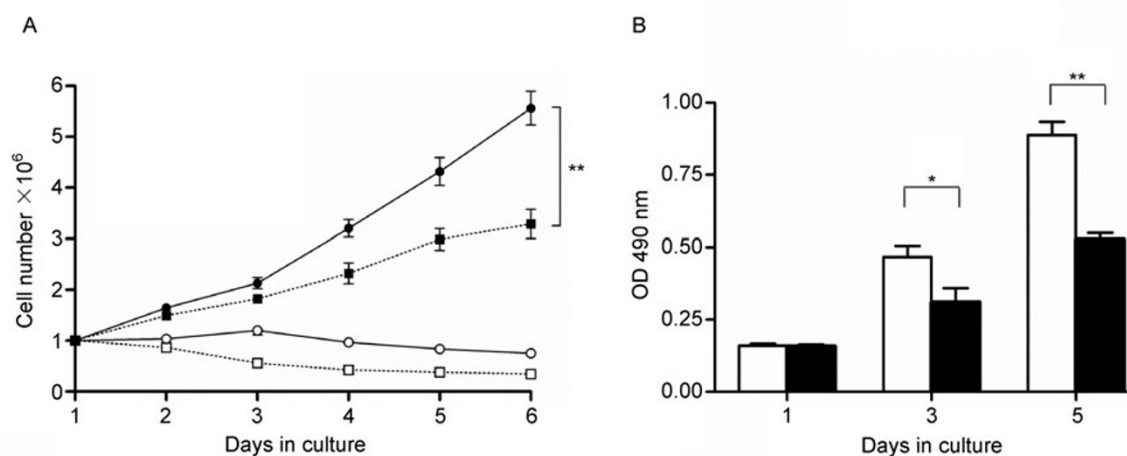 A
Cell number ×10⁶
6
5
4
3
2
1
0
1 2 3 4 5 6
Days in culture
**
B
OD 490 nm
1.00
0.75
0.50
0.25
0.00
1 3 5
Days in culture
*
**